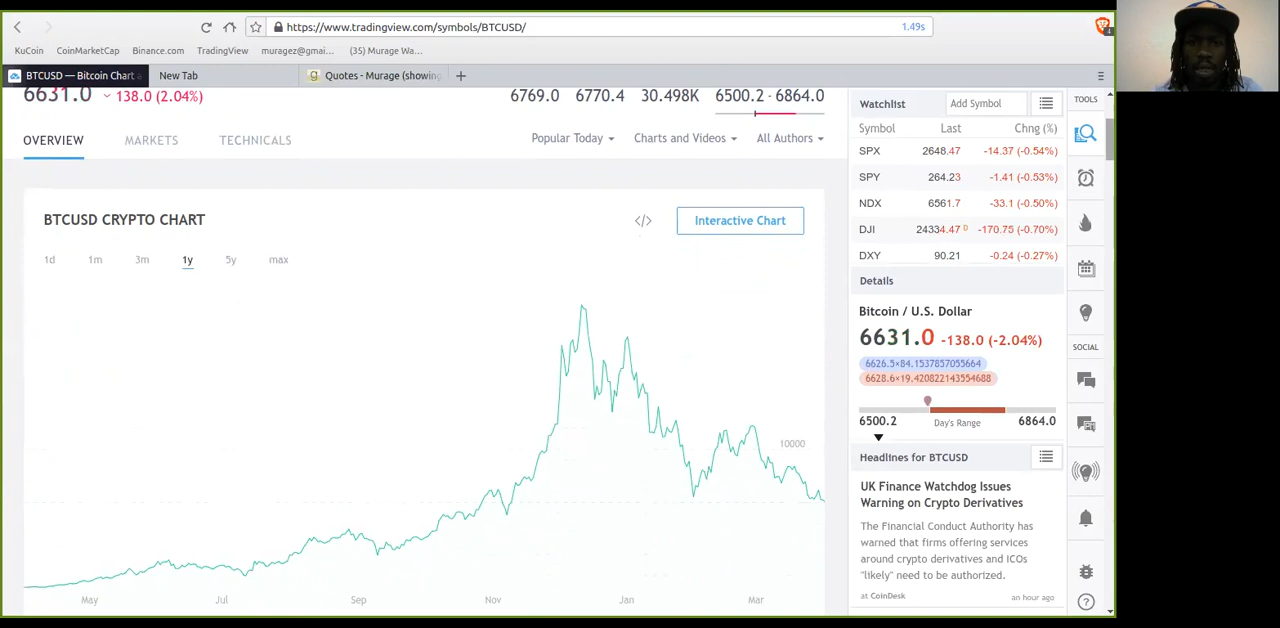 https://www.tradingview.com/symbols/BTCUSD/
1.49s
4
KuCoin CoinMarketCap Binance.com TradingView muragez@gmai... (35) Murage Wa...
BTCUSD — Bitcoin Chart a
New Tab
Quotes - Murage (showing
6631.0 138.0 (2.04%)
6769.0 6770.4 30.498K 6500.2 - 6864.0
OVERVIEW MARKETS TECHNICALS
Popular Today Charts and Videos All Authors
BTCUSD CRYPTO CHART
</> Interactive Chart
1d 1m 3m 1y 5y max
10000
May Jul Sep Nov Jan Mar
Watchlist Add Symbol
Symbol Last Chng (%)
SPX 2648.47 -14.37 (-0.54%)
SPY 264.23 -1.41 (-0.53%)
NDX 6561.7 -33.1 (-0.50%)
DJI 24334.47 D -170.75 (-0.70%)
DXY 90.21 -0.24 (-0.27%)
Details
Bitcoin / U.S. Dollar
6631.0 -138.0 (-2.04%)
6626.5×84.1537857055664
6628.6×19.420822143554688
6500.2 Day's Range 6864.0
Headlines for BTCUSD
UK Finance Watchdog Issues
Warning on Crypto Derivatives
The Financial Conduct Authority has
warned that firms offering services
around crypto derivatives and ICOs
"likely" need to be authorized.
at CoinDesk an hour ago
TOOLS
SOCIAL
?